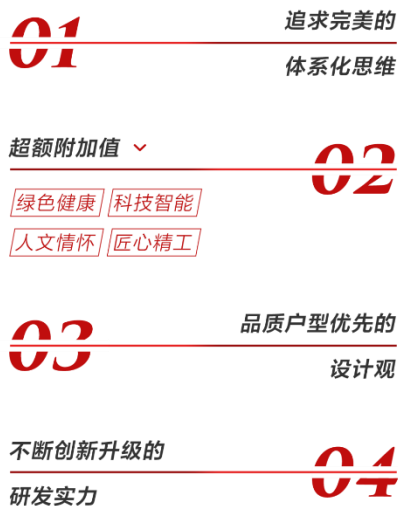 01
追求完美的
体系化思维
超额附加值
02
绿色健康 科技智能
人文情怀 匠心精工
03
品质户型优先的
设计观
不断创新升级的
04
研发实力